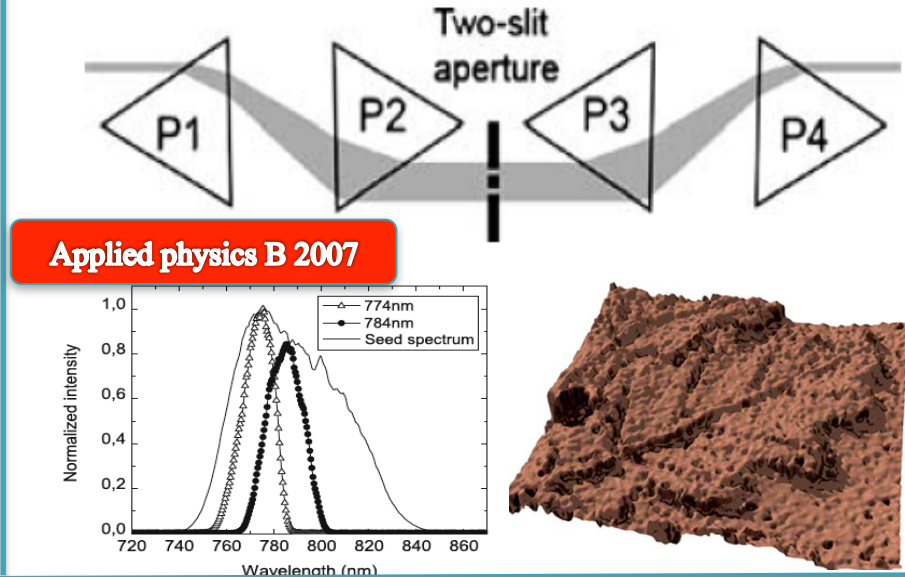 Two-slit
aperture
P1
P2
P3
P4
Applied physics B 2007
774nm
784nm
Seed spectrum
Normalized intensity
1,0
0,8
0,6
0,4
0,2
0,0
720 740 760 780 800 820 840 860
Wavelength (nm)